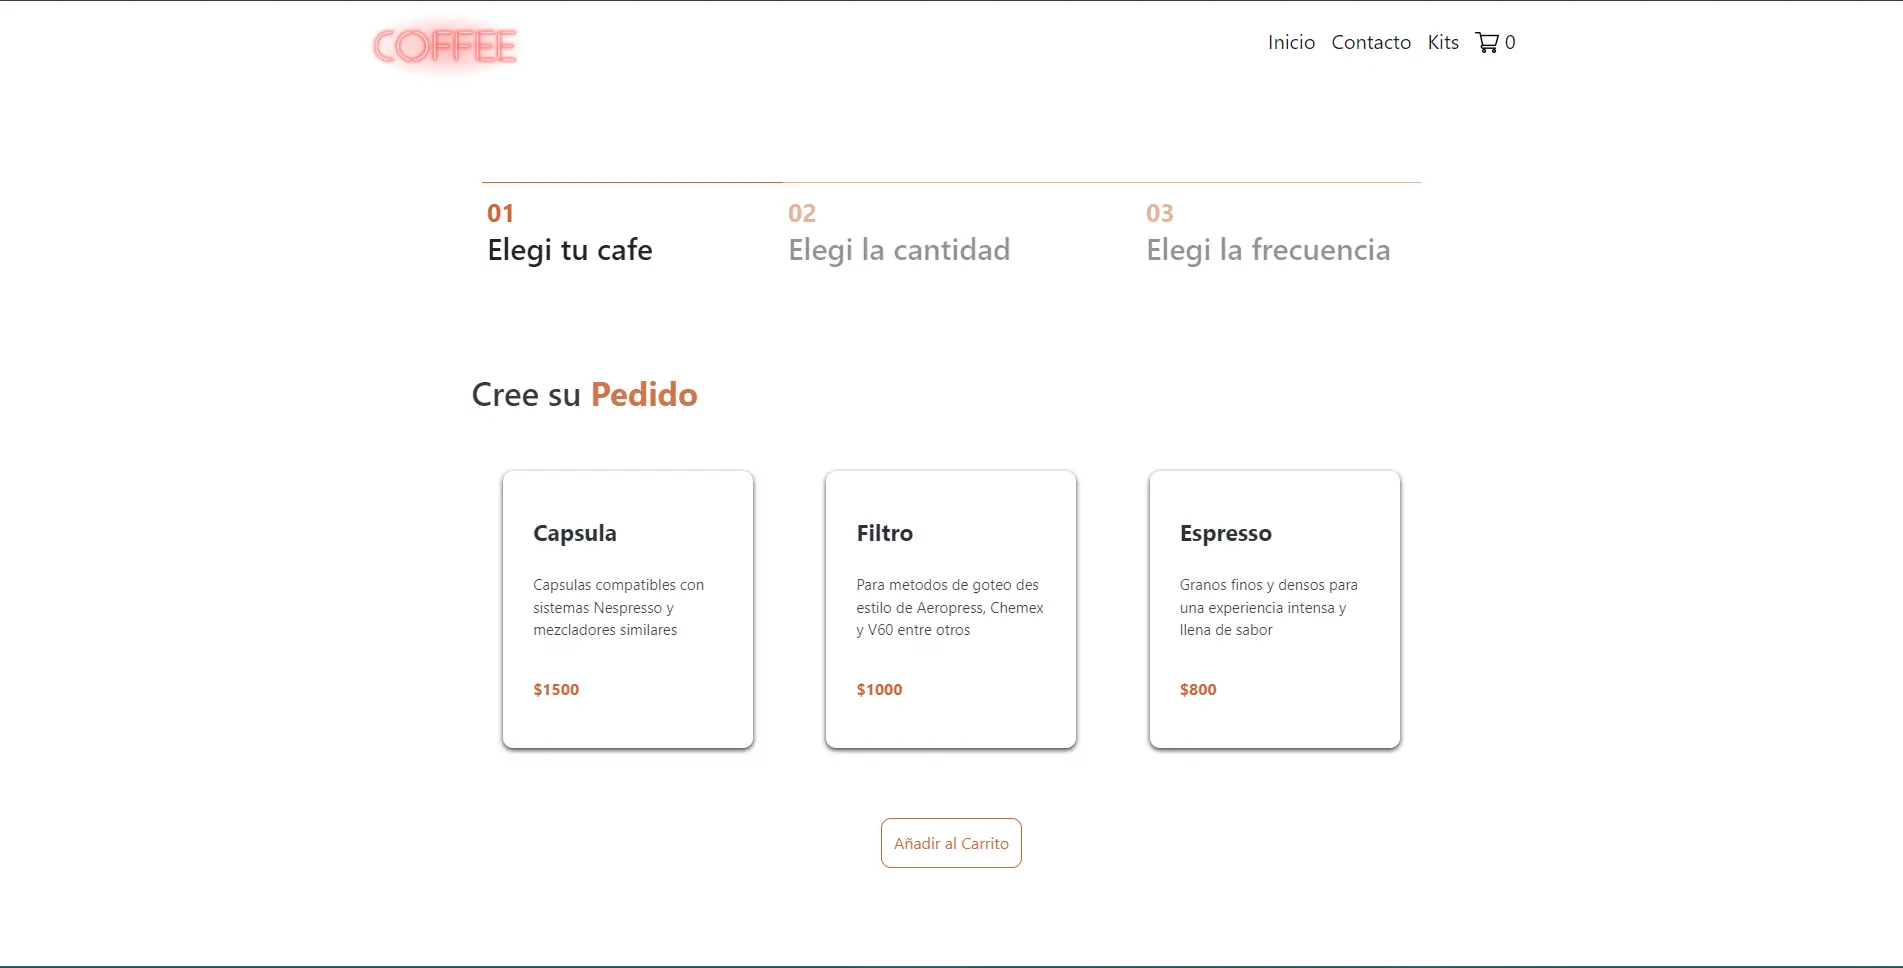 COFFEE
Inicio Contacto Kits 0
01
Elegi tu cafe
02
Elegi la cantidad
03
Elegi la frecuencia
Cree su Pedido
Capsula
Capsulas compatibles con
sistemas Nespresso y
mezcladores similares
$1500
Filtro
Para metodos de goteo des
estilo de Aeropress, Chemex
y V60 entre otros
$1000
Espresso
Granos finos y densos para
una experiencia intensa y
llena de sabor
$800
Añadir al Carrito